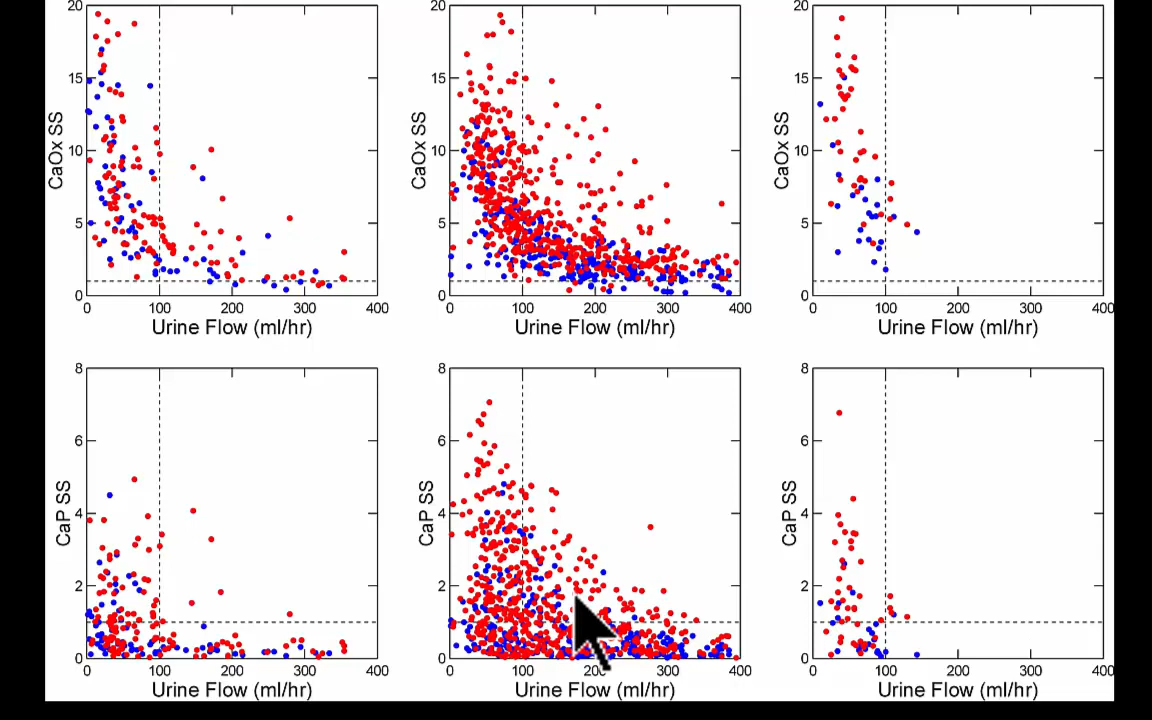 20 20 20
15 15 15
CaOx SS CaOx SS CaOx SS
10 10 10
5 5 5
0 0 0
0 100 200 300 400 0 100 200 300 400 0 100 200 300 400
Urine Flow (ml/hr) Urine Flow (ml/hr) Urine Flow (ml/hr)
8 8 8
6 6 6
CaP SS CaP SS CaP SS
4 4 4
2 2 2
0 0 0
0 100 200 300 400 0 100 200 300 400 0 100 200 300 400
Urine Flow (ml/hr) Urine Flow (ml/hr) Urine Flow (ml/hr)